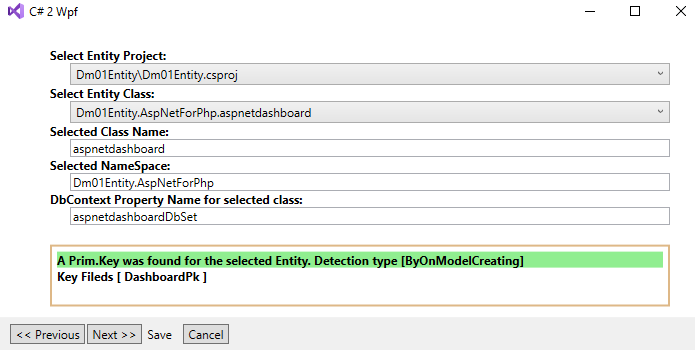 C# 2 Wpf
Select Entity Project:
Dm01Entity\Dm01Entity.csproj
Select Entity Class:
Dm01Entity.AspNetForPhp.aspnetdashboard
Selected Class Name:
aspnetdashboard
Selected NameSpace:
Dm01Entity.AspNetForPhp
DbContext Property Name for selected class:
aspnetdashboardDbSet
A Prim.Key was found for the selected Entity. Detection type [ByOnModelCreating]
Key Fileds [ DashboardPk ]
<< Previous Next >> Save Cancel